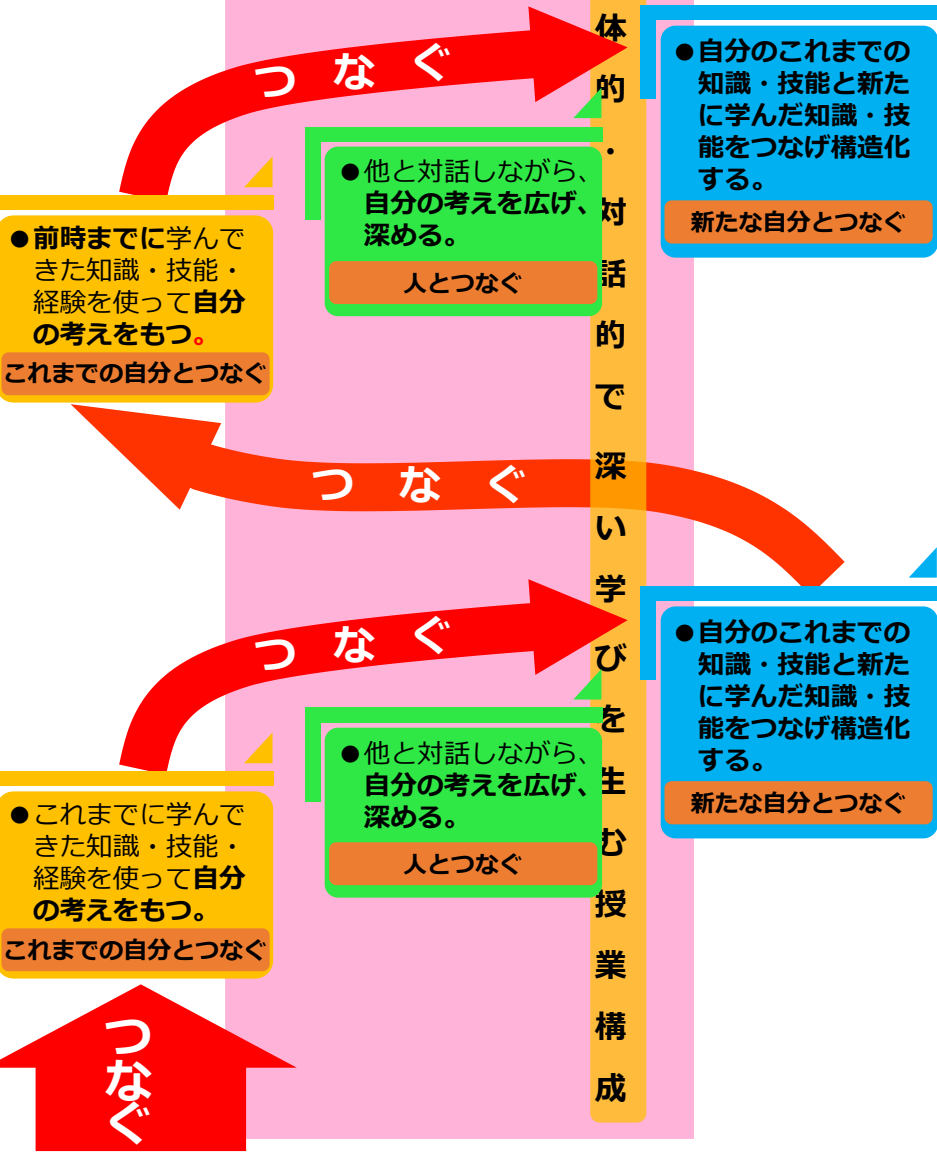 体的・対話的で深い学びを生む授業構成
つなぐ
●自分のこれまでの
知識・技能と新た
に学んだ知識・技
能をつなげ構造化
する。
新たな自分とつなぐ
●他と対話しながら、
自分の考えを広げ、
深める。
人とつなぐ
●前時までに学んで
きた知識・技能・
経験を使って自分
の考えをもつ。
これまでの自分とつなぐ
つなぐ
つなぐ
●自分のこれまでの
知識・技能と新た
に学んだ知識・技
能をつなげ構造化
する。
新たな自分とつなぐ
●他と対話しながら、
自分の考えを広げ、
深める。
人とつなぐ
●これまでに学んで
きた知識・技能・
経験を使って自分
の考えをもつ。
これまでの自分とつなぐ
つなぐ